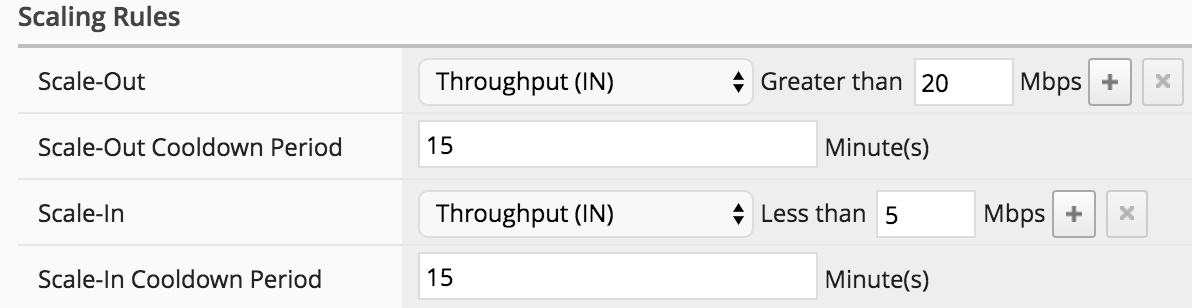 Scaling Rules
Scale-Out Throughput (IN) Greater than 20 Mbps + ×
Scale-Out Cooldown Period 15 Minute(s)
Scale-In Throughput (IN) Less than 5 Mbps + ×
Scale-In Cooldown Period 15 Minute(s)